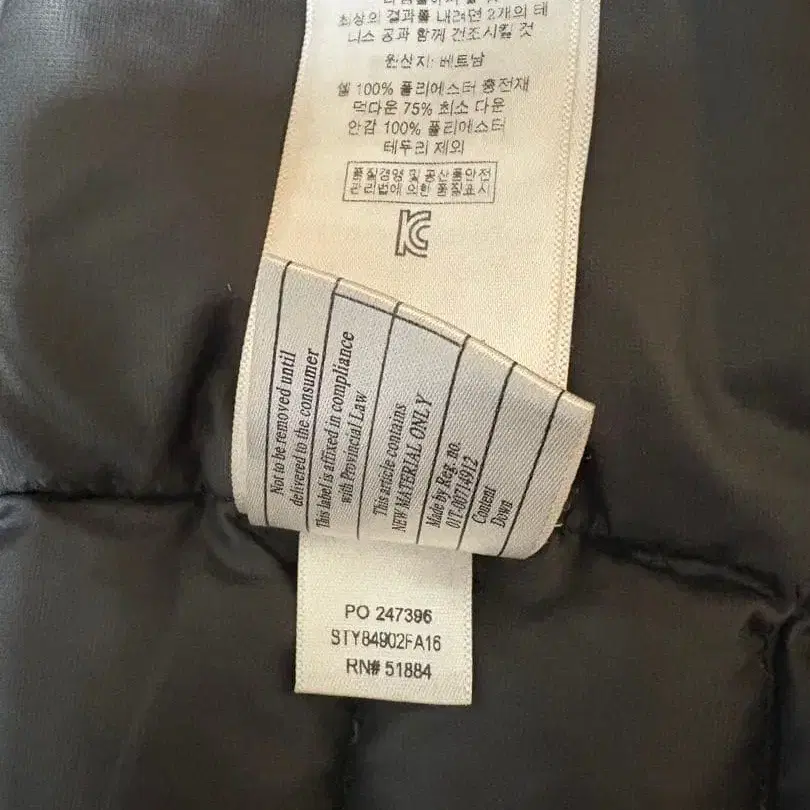 최상의 결과를 내려면 2개의 테
니스 공과 함께 건조시킬 것
원산지: 베트남
쉘 100% 폴리에스터 충전재
덕다운 75% 최소 다운
안감 100% 폴리에스터
테두리 제외
품질경영 및 공산품안전
관리법에 의한 품질표시
KC
Not to be removed until
delivered to the consumer
This label is affixed in compliance
with Provincial Law
This article contains
NEW MATERIAL ONLY
Made by Reg. no.
01T-00714912
Content
Down
PO 247396
STY84902FA16
RN# 51884